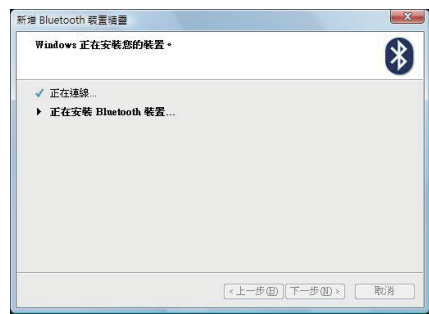 新增 Bluetooth 裝置精靈
Windows 正在安裝您的裝置。
正在連線...
正在安裝 Bluetooth 裝置...
<上一步(B)
下一步(N)>
取消